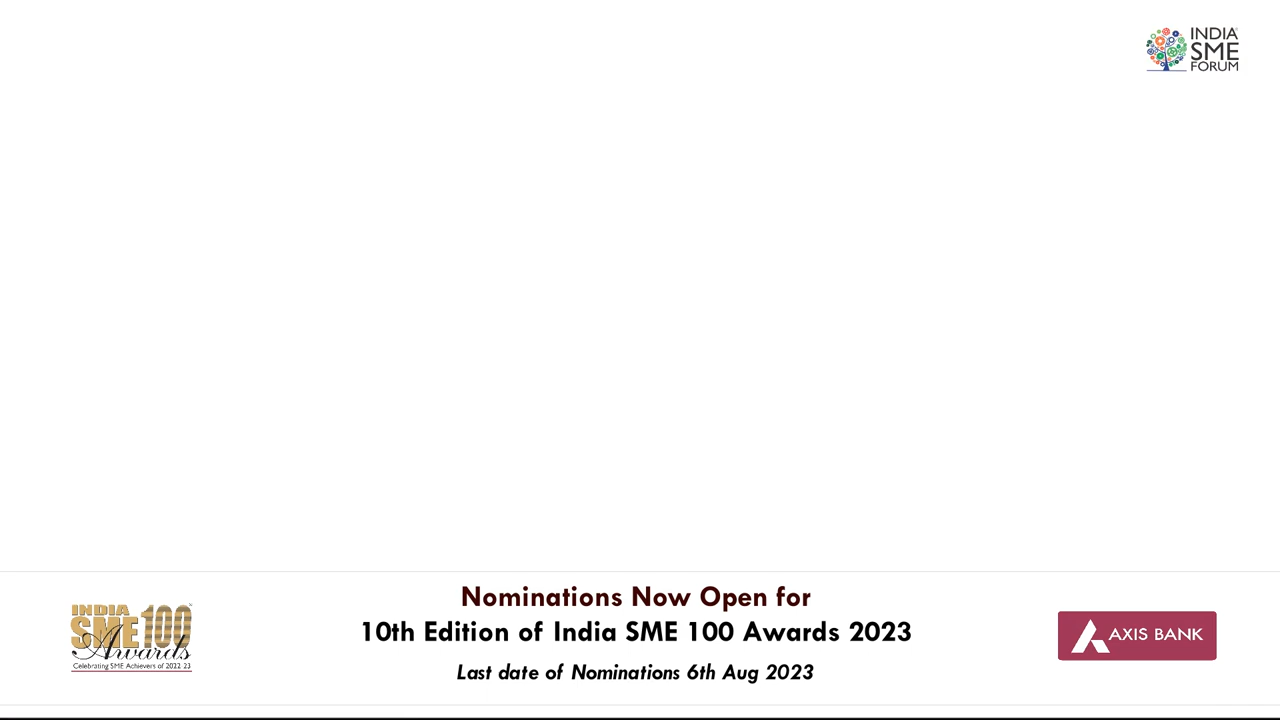 INDIA
SME
FORUM
Nominations Now Open for
10th Edition of India SME 100 Awards 2023
Last date of Nominations 6th Aug 2023
INDIA
SME 100
Awards
Celebrating SME Achievers of 2022-23
AXIS BANK